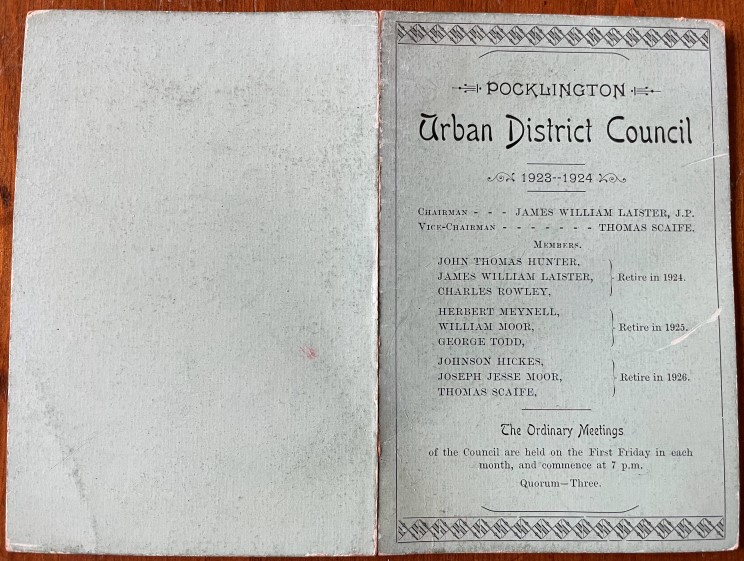 POCKLINGTON
Urban District Council
1923--1924
CHAIRMAN - - - JAMES WILLIAM LAISTER, J.P.
VICE-CHAIRMAN - - - - - - - THOMAS SCAIFE.
MEMBERS.
JOHN THOMAS HUNTER,
JAMES WILLIAM LAISTER, Retire in 1924.
CHARLES ROWLEY,
HERBERT MEYNELL,
WILLIAM MOOR, Retire in 1925.
GEORGE TODD,
JOHNSON HICKES,
JOSEPH JESSE MOOR, Retire in 1926.
THOMAS SCAIFE,
The Ordinary Meetings
of the Council are held on the First Friday in each
month, and commence at 7 p.m.
Quorum—Three.